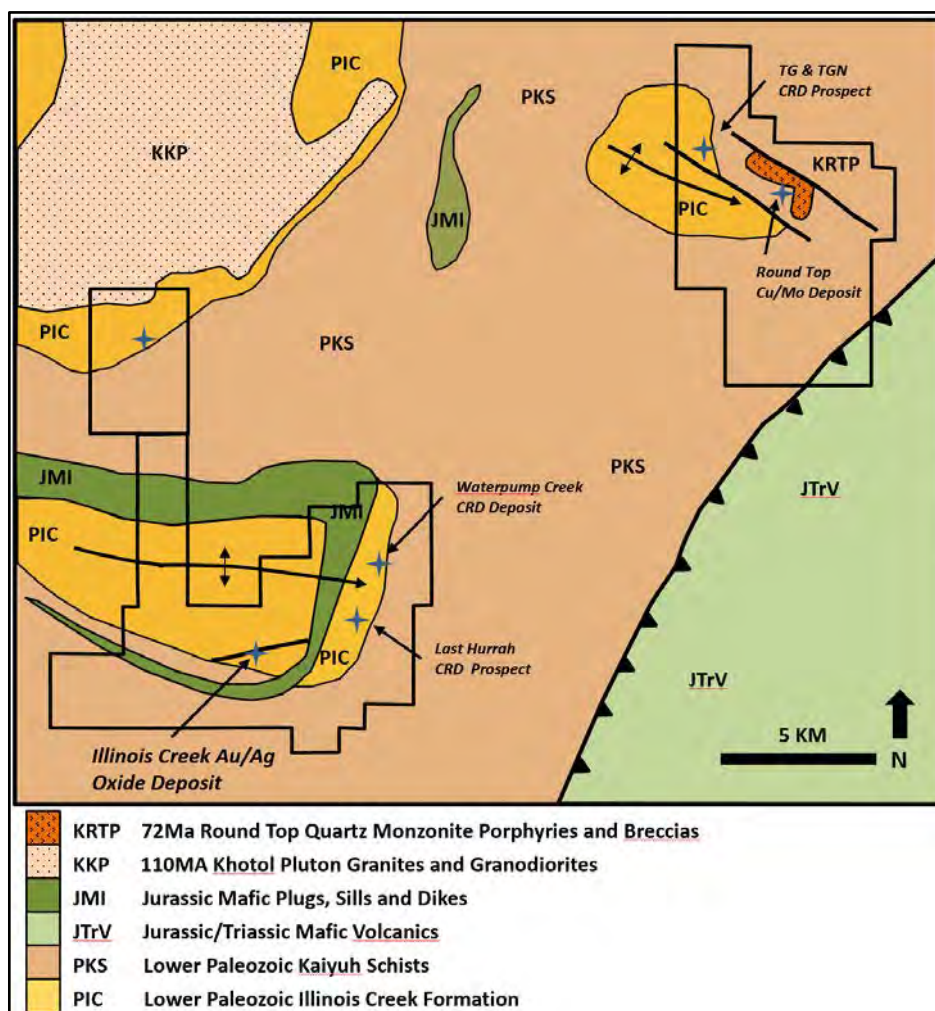 PIC
PKS
TG & TGN
CRD Prospect
KKP
KRTP
JMI
PIC
Round Top
Cu/Mo Deposit
PIC
PKS
PKS
JMI
Waterpump Creek
CRD Deposit
JTrV
PIC
JMI
Last Hurrah
CRD Prospect
PIC
JTrV
Illinois Creek Au/Ag
Oxide Deposit
5 KM
N
KRTP 72Ma Round Top Quartz Monzonite Porphyries and Breccias
KKP 110MA Khotol Pluton Granites and Granodiorites
JMI Jurassic Mafic Plugs, Sills and Dikes
JTrV Jurassic/Triassic Mafic Volcanics
PKS Lower Paleozoic Kaiyuh Schists
PIC Lower Paleozoic Illinois Creek Formation